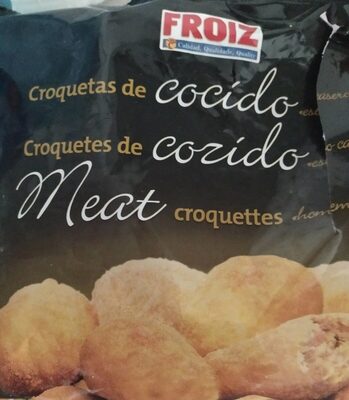 FROIZ
Calidad, Qualidade, Quality
Croquetas de cocido
Croquetes de cozido
Meat croquettes